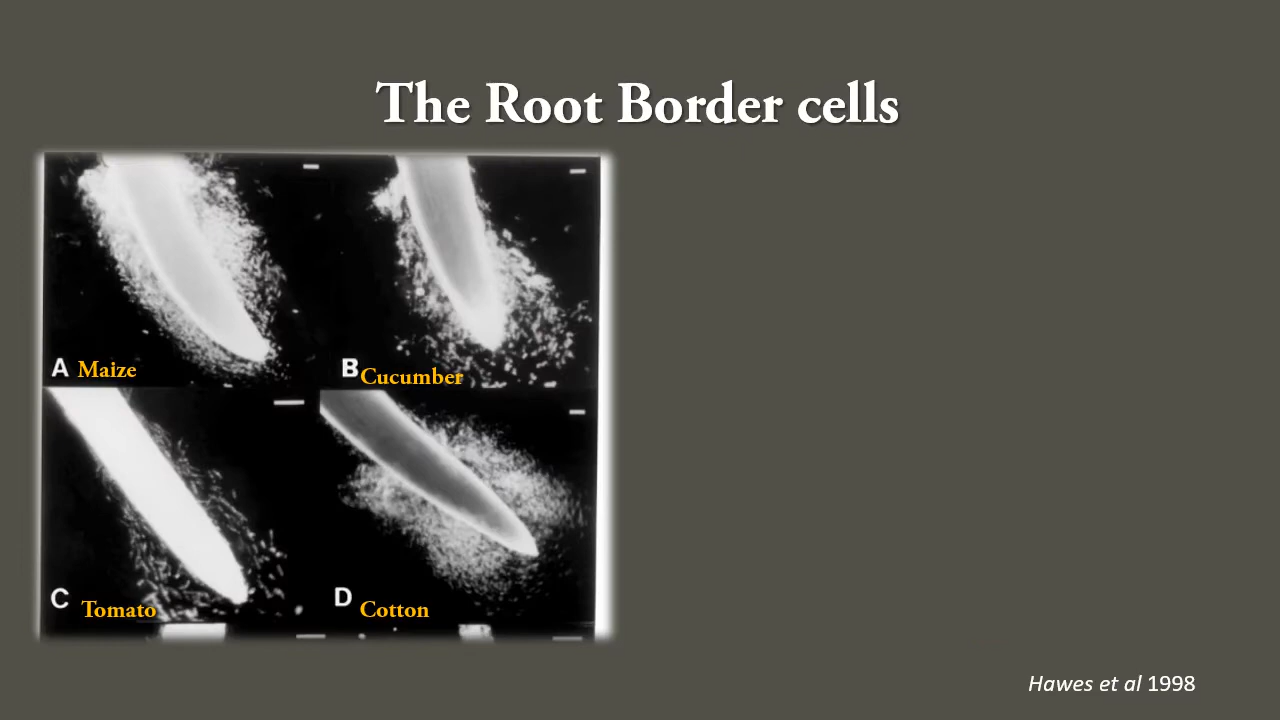 The Root Border cells
A Maize
B Cucumber
C Tomato
D Cotton
Hawes et al 1998